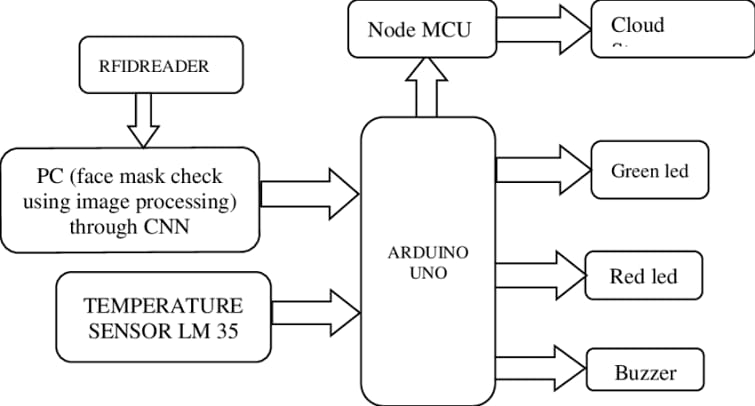 Node MCU
Cloud
RFIDREADER
PC (face mask check
using image processing)
through CNN
Green led
ARDUINO
UNO
Red led
TEMPERATURE
SENSOR LM 35
Buzzer